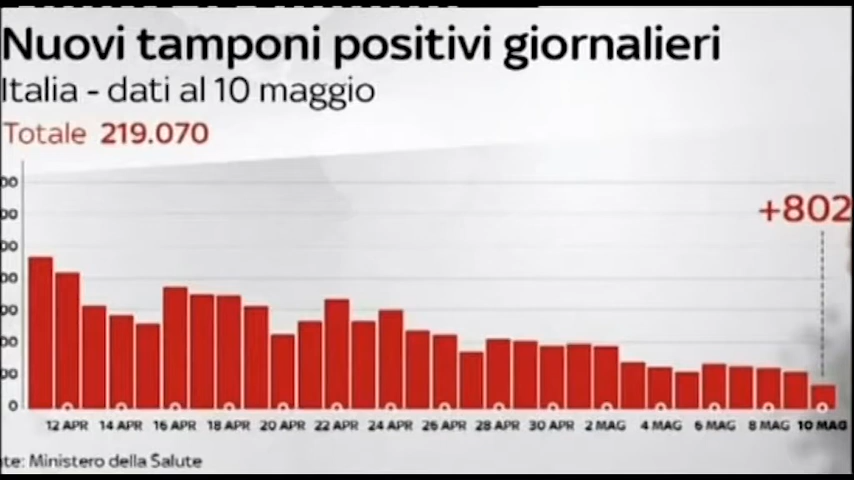 Nuovi tamponi positivi giornalieri
Italia - dati al 10 maggio
Totale 219.070
+802
0
12 APR 14 APR 16 APR 18 APR 20 APR 22 APR 24 APR 26 APR 28 APR 30 APR 2 MAG 4 MAG 6 MAG 8 MAG 10 MAG
Ministero della Salute